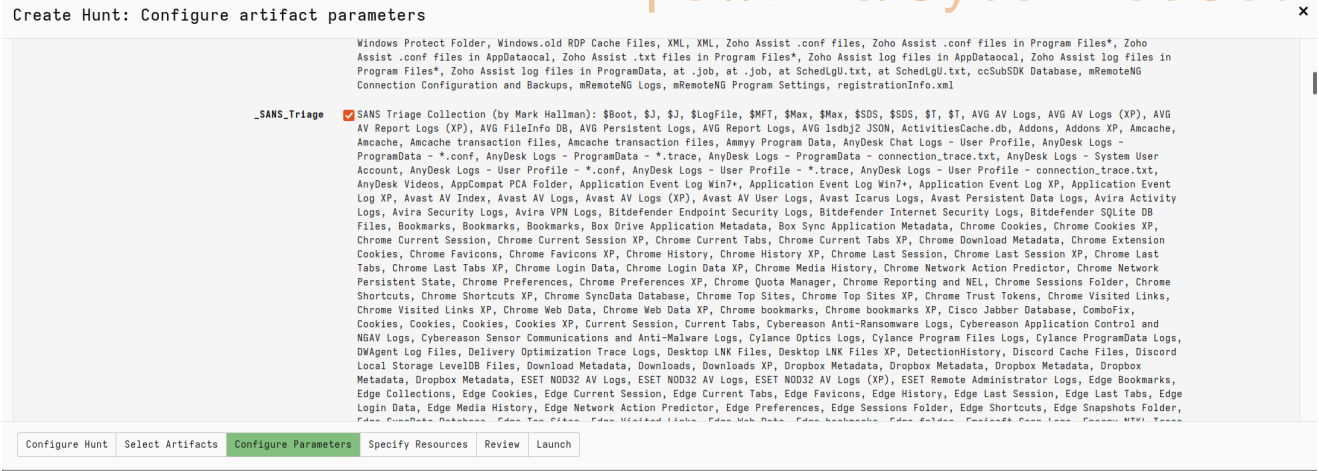 Create Hunt: Configure artifact parameters
×
Windows Protect Folder, Windows.old RDP Cache Files, XML, XML, Zoho Assist .conf files, Zoho Assist .conf files in Program Files*, Zoho
Assist .conf files in AppDataocal, Zoho Assist .txt files in Program Files*, Zoho Assist log files in AppDataocal, Zoho Assist log files in
Program Files*, Zoho Assist log files in ProgramData, at .job, at .job, at SchedLgU.txt, at SchedLgU.txt, ccSubSDK Database, mRemoteNG
Connection Configuration and Backups, mRemoteNG Logs, mRemoteNG Program Settings, registrationInfo.xml
_SANS_Triage
SANS Triage Collection (by Mark Hallman): $Boot, $J, $J, $LogFile, $MFT, $Max, $Max, $SDS, $SDS, $T, $T, AVG AV Logs, AVG AV Logs (XP), AVG
AV Report Logs (XP), AVG FileInfo DB, AVG Persistent Logs, AVG Report Logs, AVG lsdbj2 JSON, ActivitiesCache.db, Addons, Addons XP, Amcache,
Amcache, Amcache transaction files, Amcache transaction files, Ammyy Program Data, AnyDesk Chat Logs - User Profile, AnyDesk Logs -
ProgramData - *.conf, AnyDesk Logs - ProgramData - *.trace, AnyDesk Logs - ProgramData - connection_trace.txt, AnyDesk Logs - System User
Account, AnyDesk Logs - User Profile - *.conf, AnyDesk Logs - User Profile - *.trace, AnyDesk Logs - User Profile - connection_trace.txt,
AnyDesk Videos, AppCompat PCA Folder, Application Event Log Win7+, Application Event Log Win7+, Application Event Log XP, Application Event
Log XP, Avast AV Index, Avast AV Logs, Avast AV Logs (XP), Avast AV User Logs, Avast Icarus Logs, Avast Persistent Data Logs, Avira Activity
Logs, Avira Security Logs, Avira VPN Logs, Bitdefender Endpoint Security Logs, Bitdefender Internet Security Logs, Bitdefender SQLite DB
Files, Bookmarks, Bookmarks, Bookmarks, Box Drive Application Metadata, Box Sync Application Metadata, Chrome Cookies, Chrome Cookies XP,
Chrome Current Session, Chrome Current Session XP, Chrome Current Tabs, Chrome Current Tabs XP, Chrome Download Metadata, Chrome Extension
Cookies, Chrome Favicons, Chrome Favicons XP, Chrome History, Chrome History XP, Chrome Last Session, Chrome Last Session XP, Chrome Last
Tabs, Chrome Last Tabs XP, Chrome Login Data, Chrome Login Data XP, Chrome Media History, Chrome Network Action Predictor, Chrome Network
Persistent State, Chrome Preferences, Chrome Preferences XP, Chrome Quota Manager, Chrome Reporting and NEL, Chrome Sessions Folder, Chrome
Shortcuts, Chrome Shortcuts XP, Chrome SyncData Database, Chrome Top Sites, Chrome Top Sites XP, Chrome Trust Tokens, Chrome Visited Links,
Chrome Visited Links XP, Chrome Web Data, Chrome Web Data XP, Chrome bookmarks, Chrome bookmarks XP, Cisco Jabber Database, ComboFix,
Cookies, Cookies, Cookies, Cookies XP, Current Session, Current Tabs, Cybereason Anti-Ransomware Logs, Cybereason Application Control and
NGAV Logs, Cybereason Sensor Communications and Anti-Malware Logs, Cylance Optics Logs, Cylance Program Files Logs, Cylance ProgramData Logs,
DWAgent Log Files, Delivery Optimization Trace Logs, Desktop LNK Files, Desktop LNK Files XP, DetectionHistory, Discord Cache Files, Discord
Local Storage LevelDB Files, Download Metadata, Downloads, Downloads XP, Dropbox Metadata, Dropbox Metadata, Dropbox Metadata, Dropbox
Metadata, Dropbox Metadata, ESET NOD32 AV Logs, ESET NOD32 AV Logs, ESET NOD32 AV Logs (XP), ESET Remote Administrator Logs, Edge Bookmarks,
Edge Collections, Edge Cookies, Edge Current Session, Edge Current Tabs, Edge Favicons, Edge History, Edge Last Session, Edge Last Tabs, Edge
Login Data, Edge Media History, Edge Network Action Predictor, Edge Preferences, Edge Sessions Folder, Edge Shortcuts, Edge Snapshots Folder,
Edge SyncData Database, Edge Top Sites, Edge Visited Links, Edge Web Data, Edge bookmarks, Edge folder, Emsisoft Scan Logs, Energy NTKL Trace
Configure Hunt
Select Artifacts
Configure Parameters
Specify Resources
Review
Launch